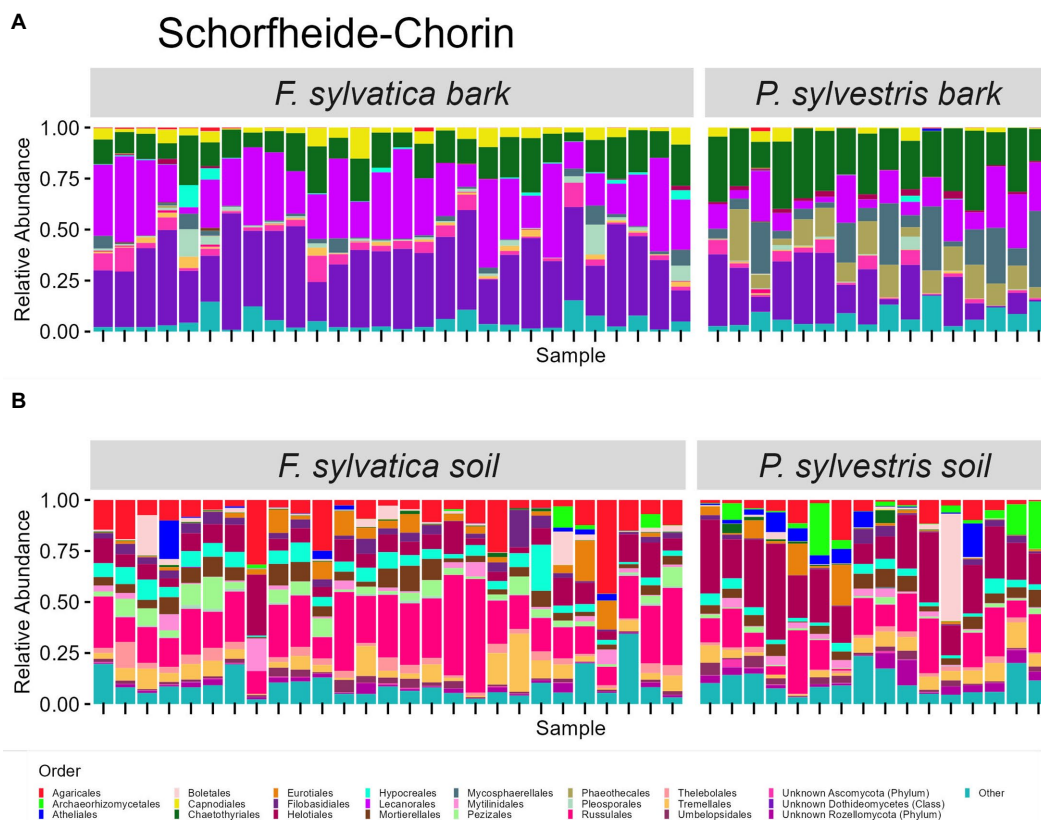 A
Schorfheide-Chorin
F. sylvatica bark
P. sylvestris bark
1.00
0.75
0.50
0.25
0.00
Relative Abundance
Sample
B
F. sylvatica soil
P. sylvestris soil
1.00
0.75
0.50
0.25
0.00
Relative Abundance
Sample
Order
Agaricales Boletales Eurotiales Hypocreales Mycosphaerellales Phaeothecales Thelebolales Unknown Ascomycota (Phylum) Other
Archaeorhizomycetales Capnodiales Filobasidiales Lecanorales Mytilinidales Pleosporales Tremellales Unknown Dothideomycetes (Class)
Atheliales Chaetothyriales Helotiales Mortierellales Pezizales Russulales Umbelopsidales Unknown Rozellomycota (Phylum)